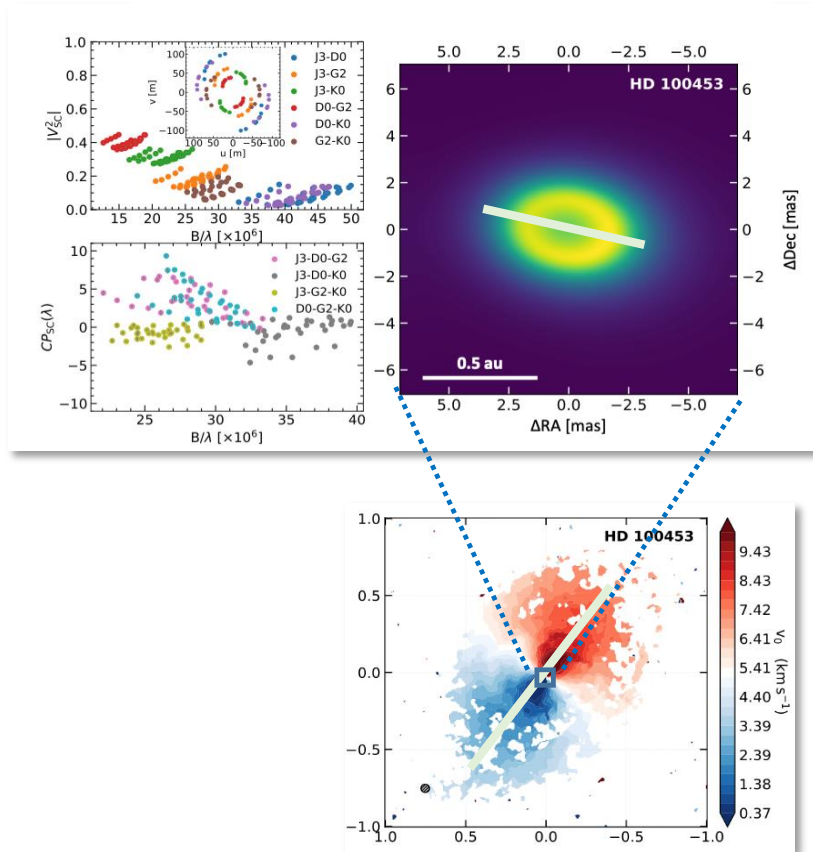 1.0
0.8
0.6
0.4
0.2
0.0
|V²SC|
15 20 25 30 35 40 45 50
B/λ [×10⁶]
100
50
0
−50
−100
v [m]
100 50 0 −50−100
u [m]
J3-D0
J3-G2
J3-K0
D0-G2
D0-K0
G2-K0
10
5
0
−5
−10
CPSC(λ)
J3-D0-G2
J3-D0-K0
J3-G2-K0
D0-G2-K0
25 30 35 40
B/λ [×10⁶]
5.0 2.5 0.0 −2.5 −5.0
HD 100453
6
4
2
0
−2
−4
−6
6
4
2
0
−2
−4
−6
ΔDec [mas]
0.5 au
5.0 2.5 0.0 −2.5 −5.0
ΔRA [mas]
HD 100453
1.0
0.5
0.0
−0.5
−1.0
1.0 0.5 0.0 −0.5 −1.0
9.43
8.43
7.42
6.41
5.41
4.40
3.39
2.39
1.38
0.37
v₀ (km s⁻¹)